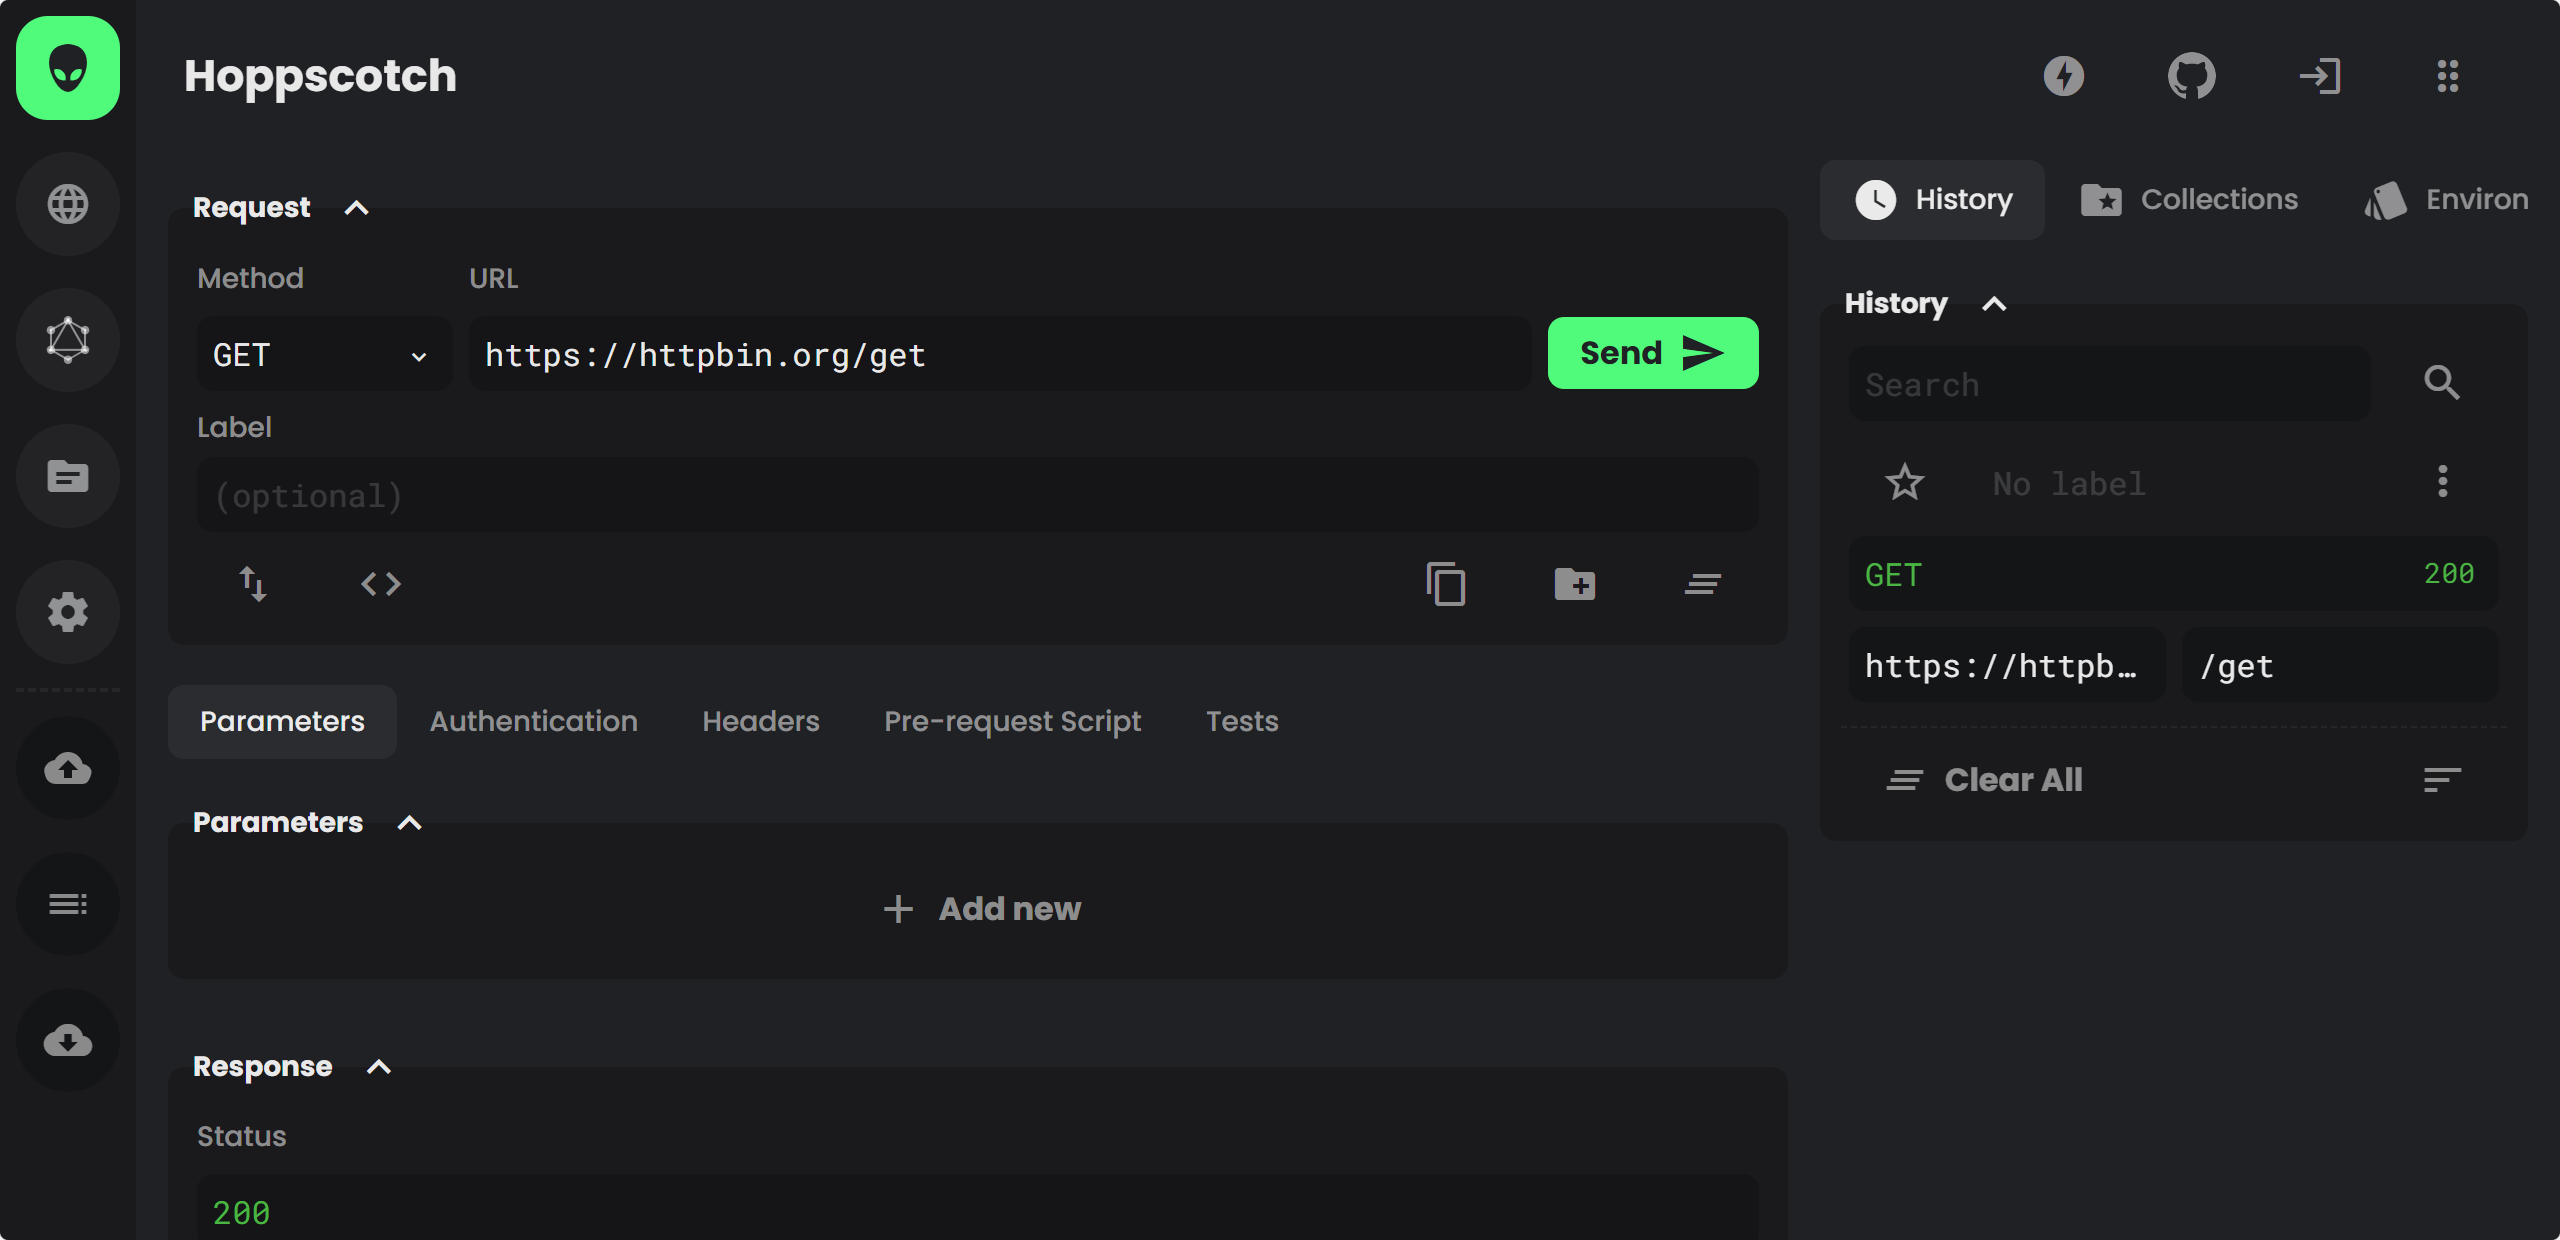 Hoppscotch
Request
Method
URL
GET
https://httpbin.org/get
Send
Label
(optional)
Parameters
Authentication
Headers
Pre-request Script
Tests
Parameters
Add new
Response
Status
200
History
Collections
Environ
History
Search
No label
GET
200
https://httpb…
/get
Clear All